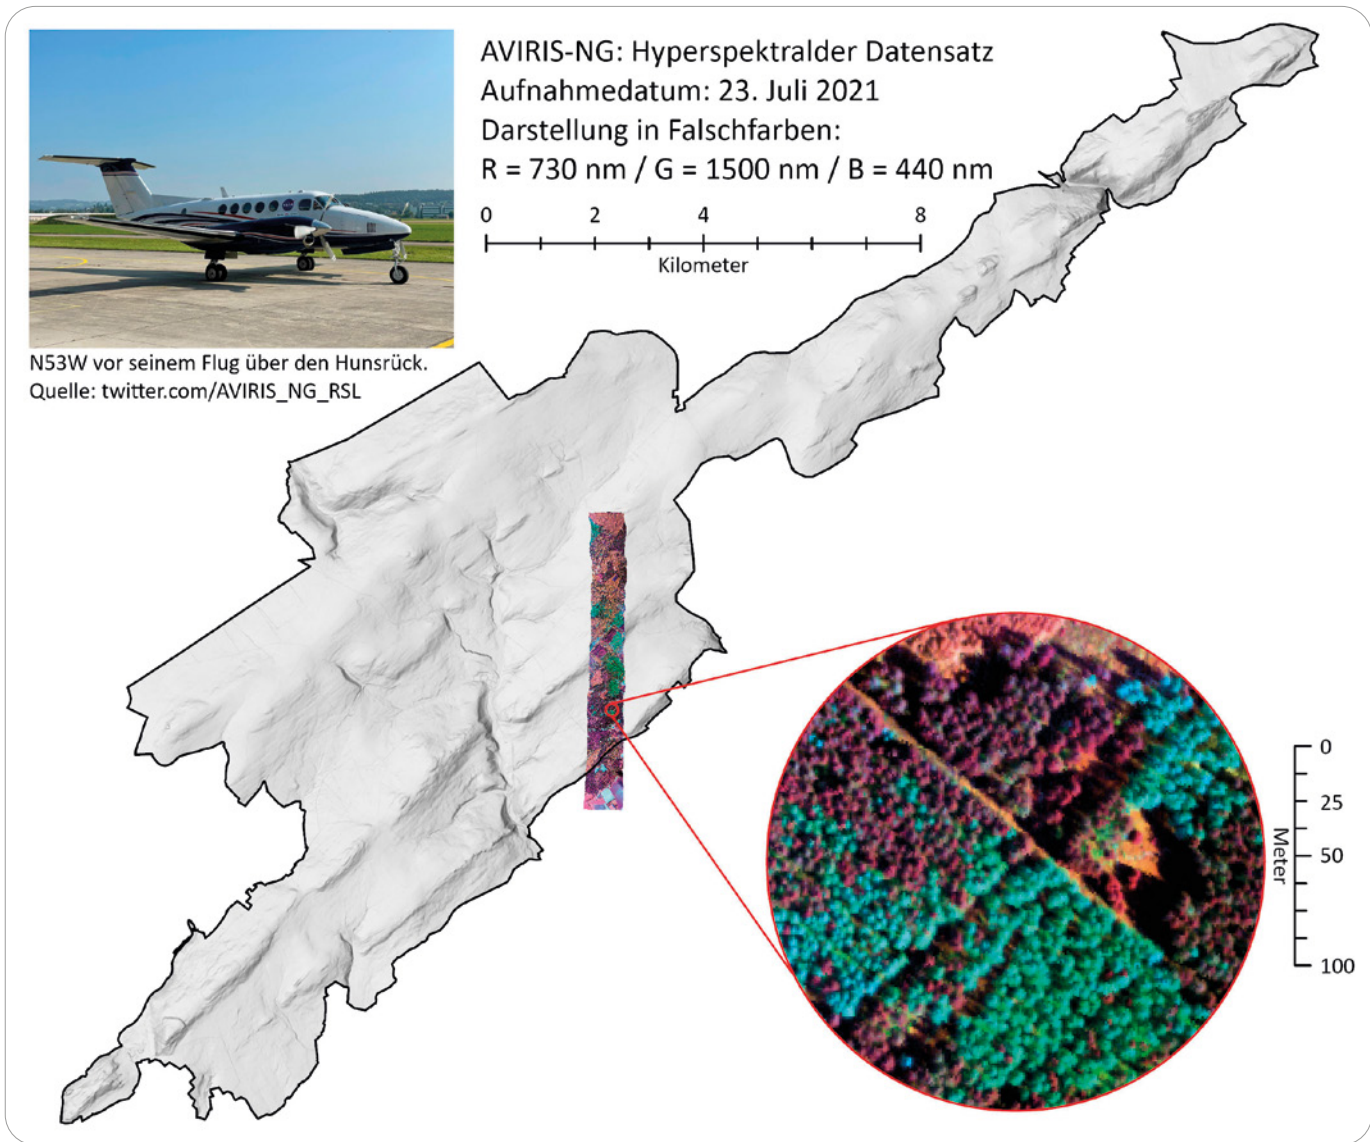 AVIRIS-NG: Hyperspektralder Datensatz
Aufnahmedatum: 23. Juli 2021
Darstellung in Falschfarben:
R = 730 nm / G = 1500 nm / B = 440 nm
0 2 4 8
Kilometer
N53W vor seinem Flug über den Hunsrück.
Quelle: twitter.com/AVIRIS_NG_RSL
0
25
50
100
Meter